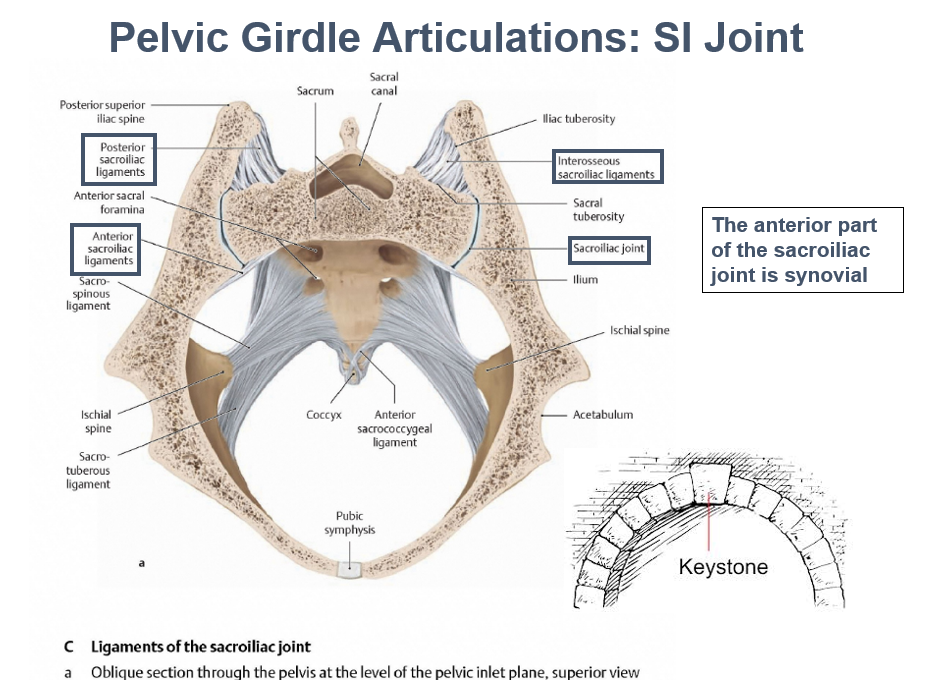 Pelvic Girdle Articulations: SI Joint
Sacral
canal
Sacrum
Posterior superior
iliac spine
Posterior
sacroiliac
ligaments
Anterior sacral
foramina
Anterior
sacroiliac
ligaments
Sacro-
spinous
ligament
Ischial
spine
Sacro-
tuberous
ligament
Iliac tuberosity
Interosseous
sacroiliac ligaments
Sacral
tuberosity
Sacroiliac joint
Ilium
Ischial spine
Acetabulum
Coccyx
Anterior
sacrococcygeal
ligament
Pubic
symphysis
a
The anterior part
of the sacroiliac
joint is synovial
Keystone
C Ligaments of the sacroiliac joint
a Oblique section through the pelvis at the level of the pelvic inlet plane, superior view